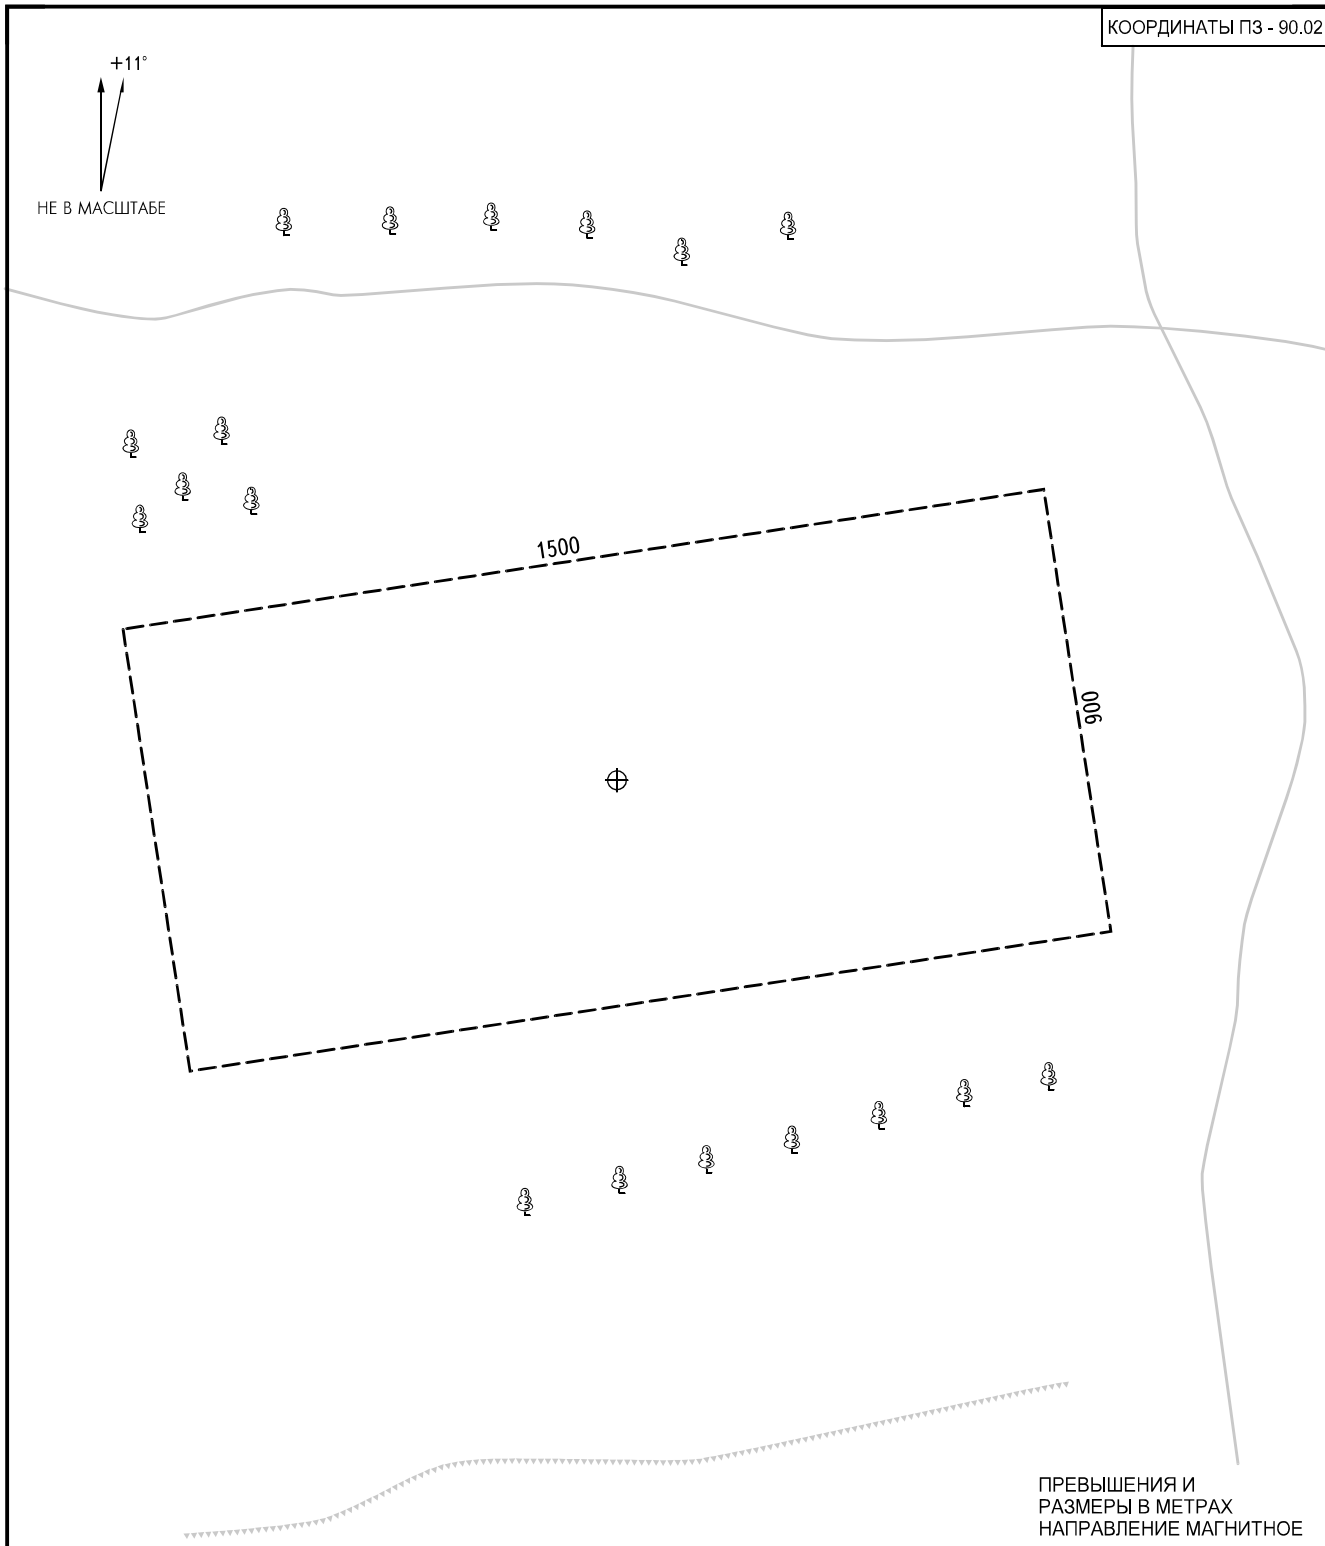 КООРДИНАТЫ ПЗ - 90.02
+11°
НЕ В МАСШТАБЕ
1500
900
ПРЕВЫШЕНИЯ И
РАЗМЕРЫ В МЕТРАХ
НАПРАВЛЕНИЕ МАГНИТНОЕ